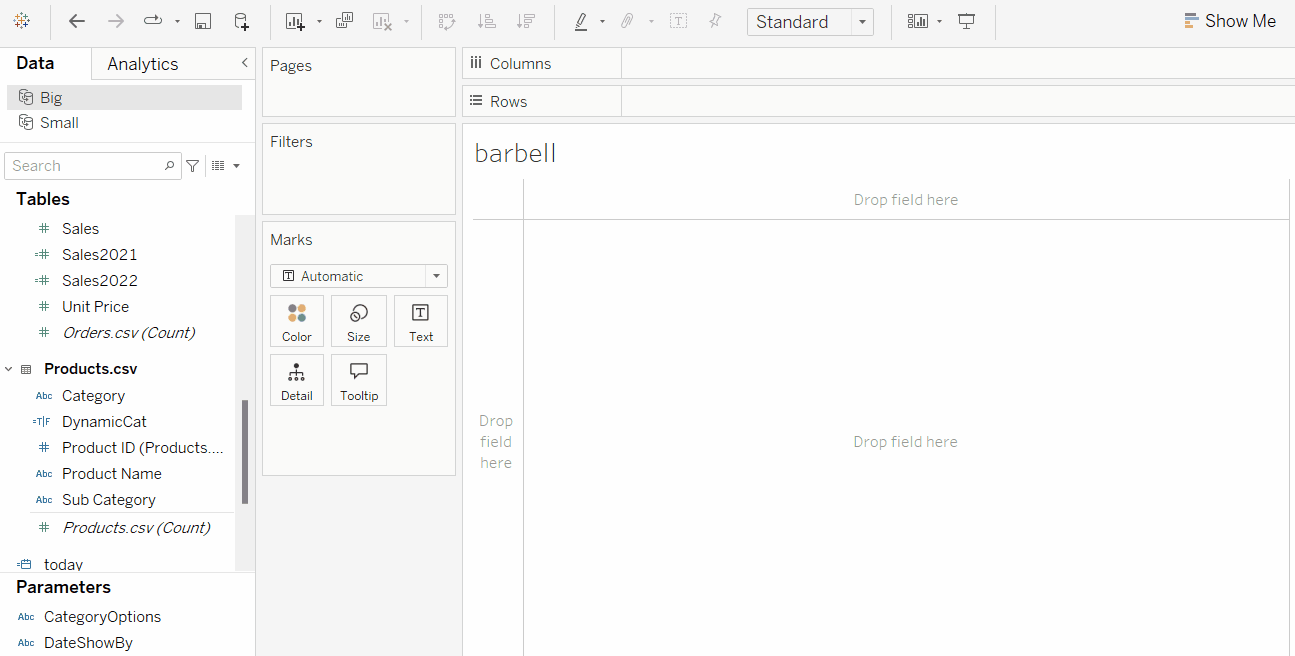 Standard
Show Me
Data
Analytics
Big
Small
Search
Tables
Sales
Sales2021
Sales2022
Unit Price
Orders.csv (Count)
Products.csv
Abc Category
=T|F DynamicCat
Product ID (Products....
Abc Product Name
Abc Sub Category
Products.csv (Count)
today
Parameters
Abc CategoryOptions
Abc DateShowBy
Pages
Filters
Marks
Automatic
Color Size Text
Detail Tooltip
Columns
Rows
barbell
Drop field here
Drop
field
here
Drop field here